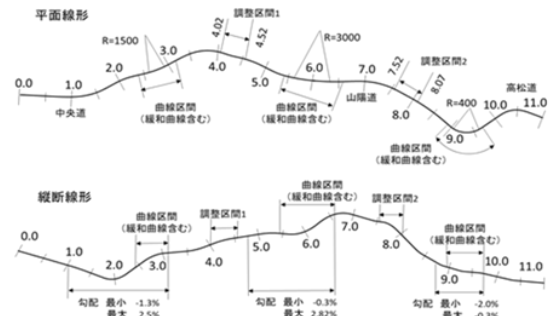 平面線形
R=1500
4.02
調整区間1
4.52
R=3000
0.0
1.0
2.0
3.0
4.0
5.0
6.0
7.0
7.52
調整区間2
8.07
8.0
R=400
9.0
10.0
11.0
高松道
中央道
山陽道
曲線区間
(緩和曲線含む)
曲線区間
(緩和曲線含む)
曲線区間
(緩和曲線含む)
縦断線形
0.0
1.0
2.0
3.0
4.0
5.0
6.0
7.0
8.0
9.0
10.0
11.0
曲線区間
(緩和曲線含む)
調整区間1
曲線区間
(緩和曲線含む)
調整区間2
曲線区間
(緩和曲線含む)
勾配 最小 -1.3%
最大 2.5%
勾配 最小 -0.3%
最大 2.82%
勾配 最小 -2.0%
最大 -0.3%